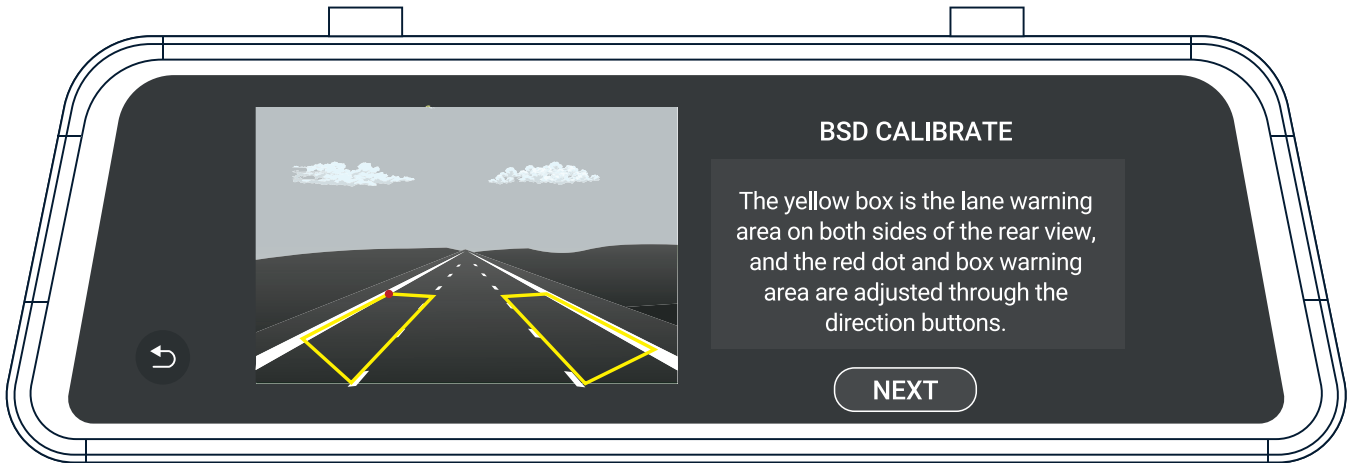 BSD CALIBRATE
The yellow box is the lane warning
area on both sides of the rear view,
and the red dot and box warning
area are adjusted through the
direction buttons.
NEXT